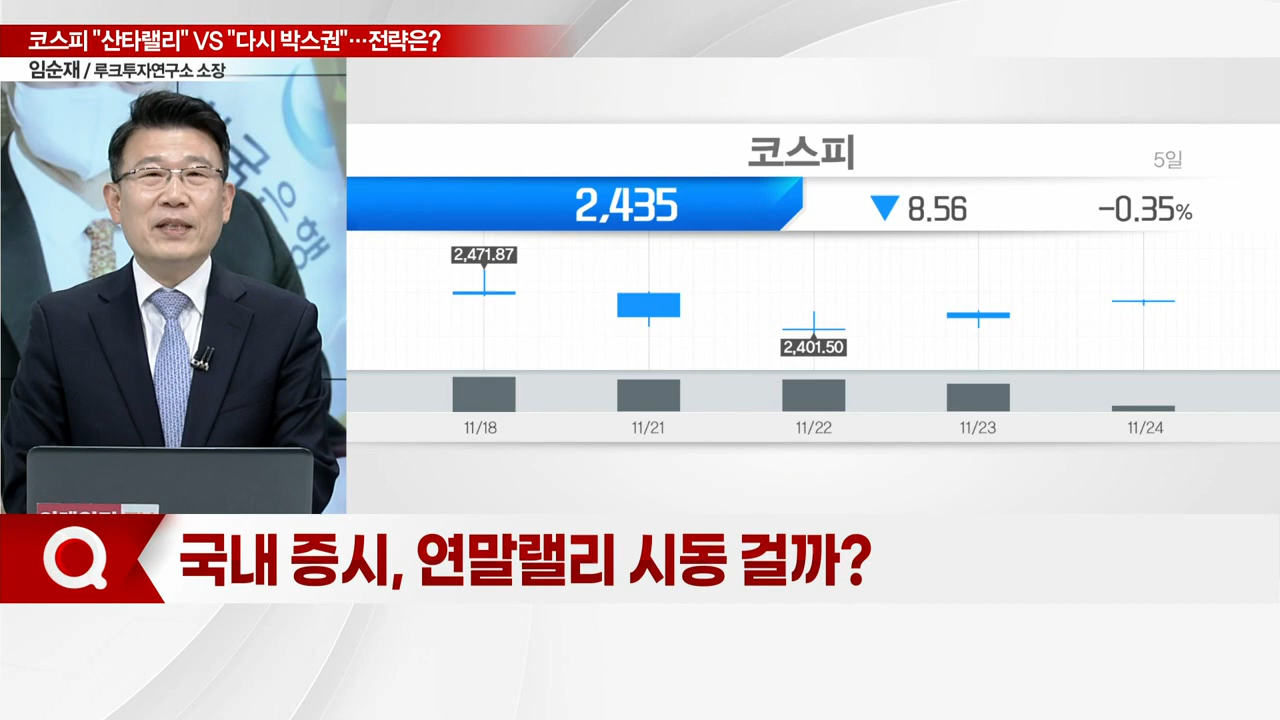 코스피 "산타랠리" VS "다시 박스권"…전략은?
임순재 / 루크투자연구소 소장
코스피
5일
2,435
▼ 8.56
-0.35%
2,471.87
2,401.50
11/18
11/21
11/22
11/23
11/24
Q 국내 증시, 연말랠리 시동 걸까?